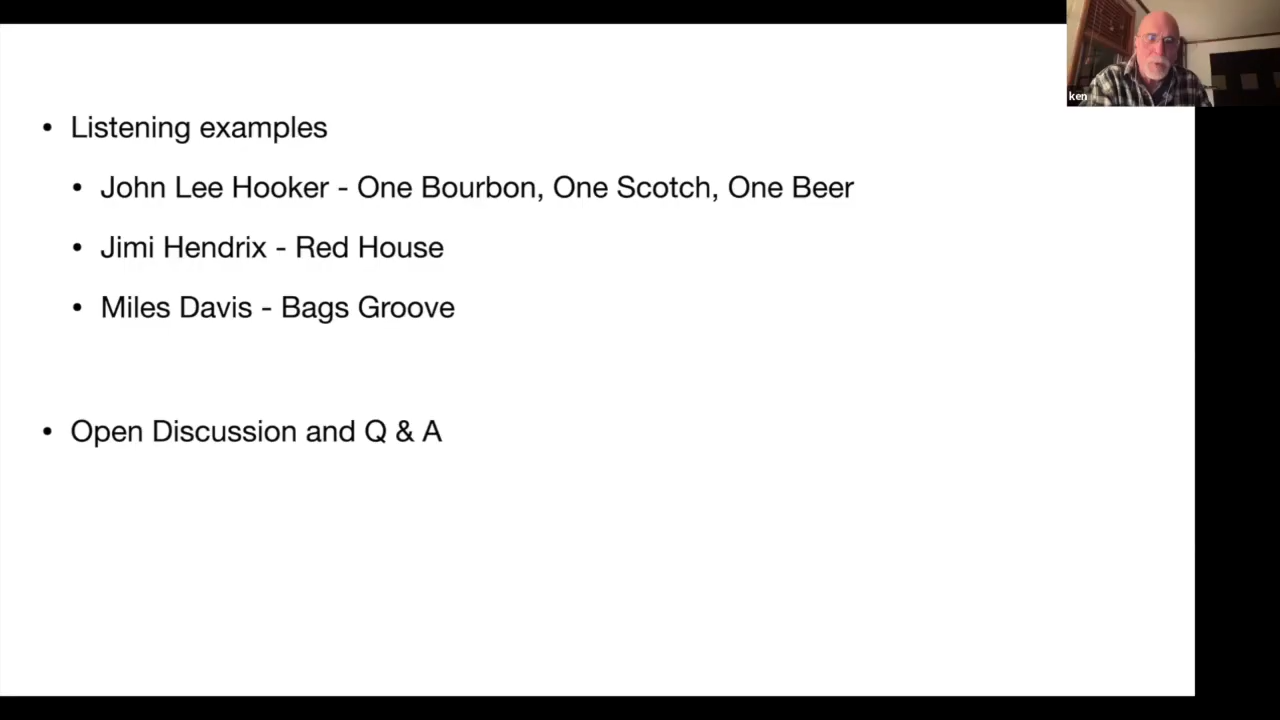 ken
• Listening examples
• John Lee Hooker - One Bourbon, One Scotch, One Beer
• Jimi Hendrix - Red House
• Miles Davis - Bags Groove
• Open Discussion and Q & A